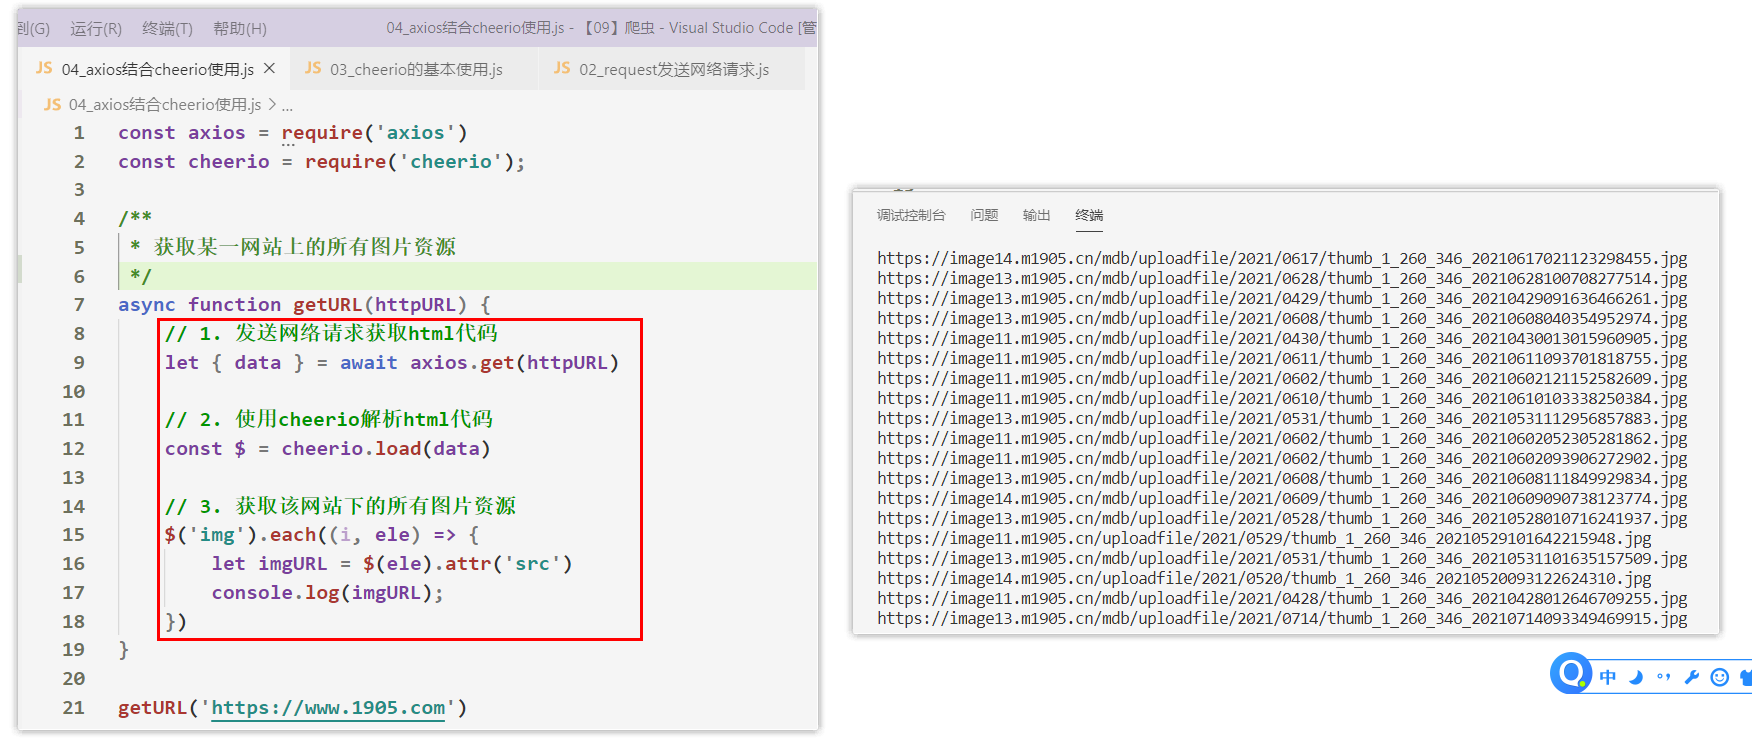 到(G) 运行(R) 终端(T) 帮助(H) 04_axios结合cheerio使用.js - 【09】爬虫 - Visual Studio Code [管
JS 04_axios结合cheerio使用.js × JS 03_cheerio的基本使用.js JS 02_request发送网络请求.js
JS 04_axios结合cheerio使用.js > ...
1 const axios = require('axios')
2 const cheerio = require('cheerio');
3
4 /**
5 * 获取某一网站上的所有图片资源
6 */
7 async function getURL(httpURL) {
8 // 1. 发送网络请求获取html代码
9 let { data } = await axios.get(httpURL)
10
11 // 2. 使用cheerio解析html代码
12 const $ = cheerio.load(data)
13
14 // 3. 获取该网站下的所有图片资源
15 $('img').each((i, ele) => {
16 let imgURL = $(ele).attr('src')
17 console.log(imgURL);
18 })
19 }
20
21 getURL('https://www.1905.com')
调试控制台 问题 输出 终端
https://image14.m1905.cn/mdb/uploadfile/2021/0617/thumb_1_260_346_20210617021123298455.jpg
https://image13.m1905.cn/mdb/uploadfile/2021/0628/thumb_1_260_346_20210628100708277514.jpg
https://image13.m1905.cn/mdb/uploadfile/2021/0429/thumb_1_260_346_20210429091636466261.jpg
https://image13.m1905.cn/mdb/uploadfile/2021/0608/thumb_1_260_346_20210608040354952974.jpg
https://image11.m1905.cn/mdb/uploadfile/2021/0430/thumb_1_260_346_20210430013015960905.jpg
https://image11.m1905.cn/mdb/uploadfile/2021/0611/thumb_1_260_346_20210611093701818755.jpg
https://image11.m1905.cn/mdb/uploadfile/2021/0602/thumb_1_260_346_20210602121152582609.jpg
https://image11.m1905.cn/mdb/uploadfile/2021/0610/thumb_1_260_346_20210610103338250384.jpg
https://image13.m1905.cn/mdb/uploadfile/2021/0531/thumb_1_260_346_20210531112956857883.jpg
https://image11.m1905.cn/mdb/uploadfile/2021/0602/thumb_1_260_346_20210602052305281862.jpg
https://image11.m1905.cn/mdb/uploadfile/2021/0602/thumb_1_260_346_20210602093906272902.jpg
https://image13.m1905.cn/mdb/uploadfile/2021/0608/thumb_1_260_346_20210608111849929834.jpg
https://image14.m1905.cn/mdb/uploadfile/2021/0609/thumb_1_260_346_20210609090738123774.jpg
https://image13.m1905.cn/mdb/uploadfile/2021/0528/thumb_1_260_346_20210528010716241937.jpg
https://image11.m1905.cn/uploadfile/2021/0529/thumb_1_260_346_20210529101642215948.jpg
https://image13.m1905.cn/mdb/uploadfile/2021/0531/thumb_1_260_346_20210531101635157509.jpg
https://image14.m1905.cn/uploadfile/2021/0520/thumb_1_260_346_20210520093122624310.jpg
https://image11.m1905.cn/mdb/uploadfile/2021/0428/thumb_1_260_346_20210428012646709255.jpg
https://image13.m1905.cn/mdb/uploadfile/2021/0714/thumb_1_260_346_20210714093349469915.jpg
中